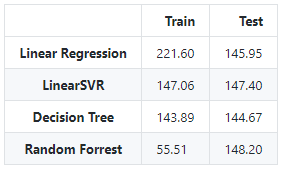 Train Test
Linear Regression 221.60 145.95
LinearSVR 147.06 147.40
Decision Tree 143.89 144.67
Random Forrest 55.51 148.20